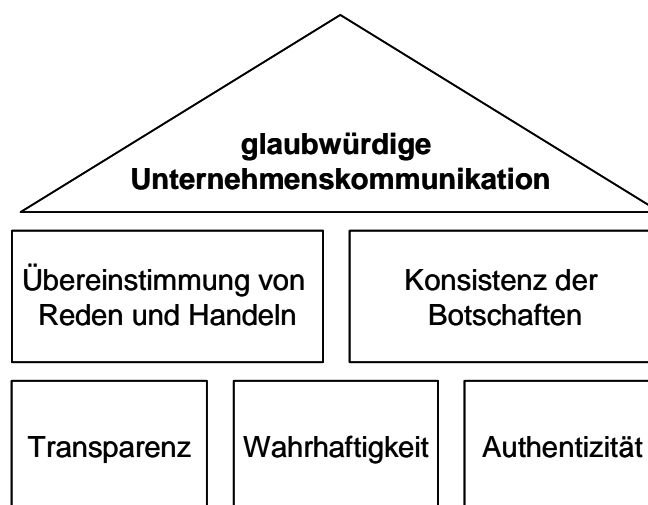 glaubwürdige
Unternehmenskommunikation
Übereinstimmung von
Reden und Handeln
Konsistenz der
Botschaften
Transparenz
Wahrhaftigkeit
Authentizität